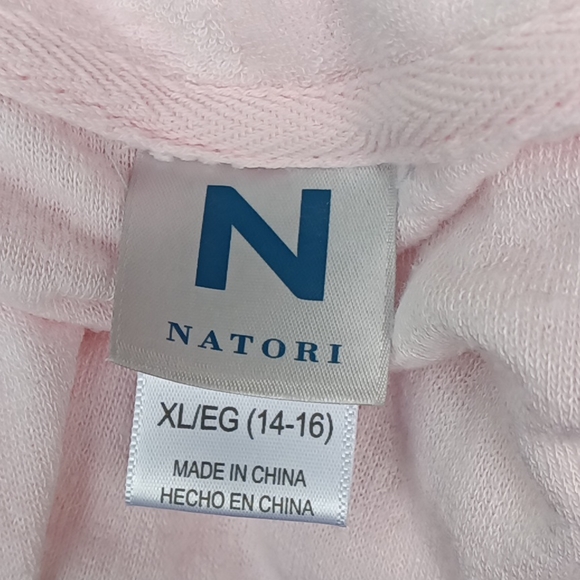 N
NATORI
XL/EG (14-16)
MADE IN CHINA
HECHO EN CHINA